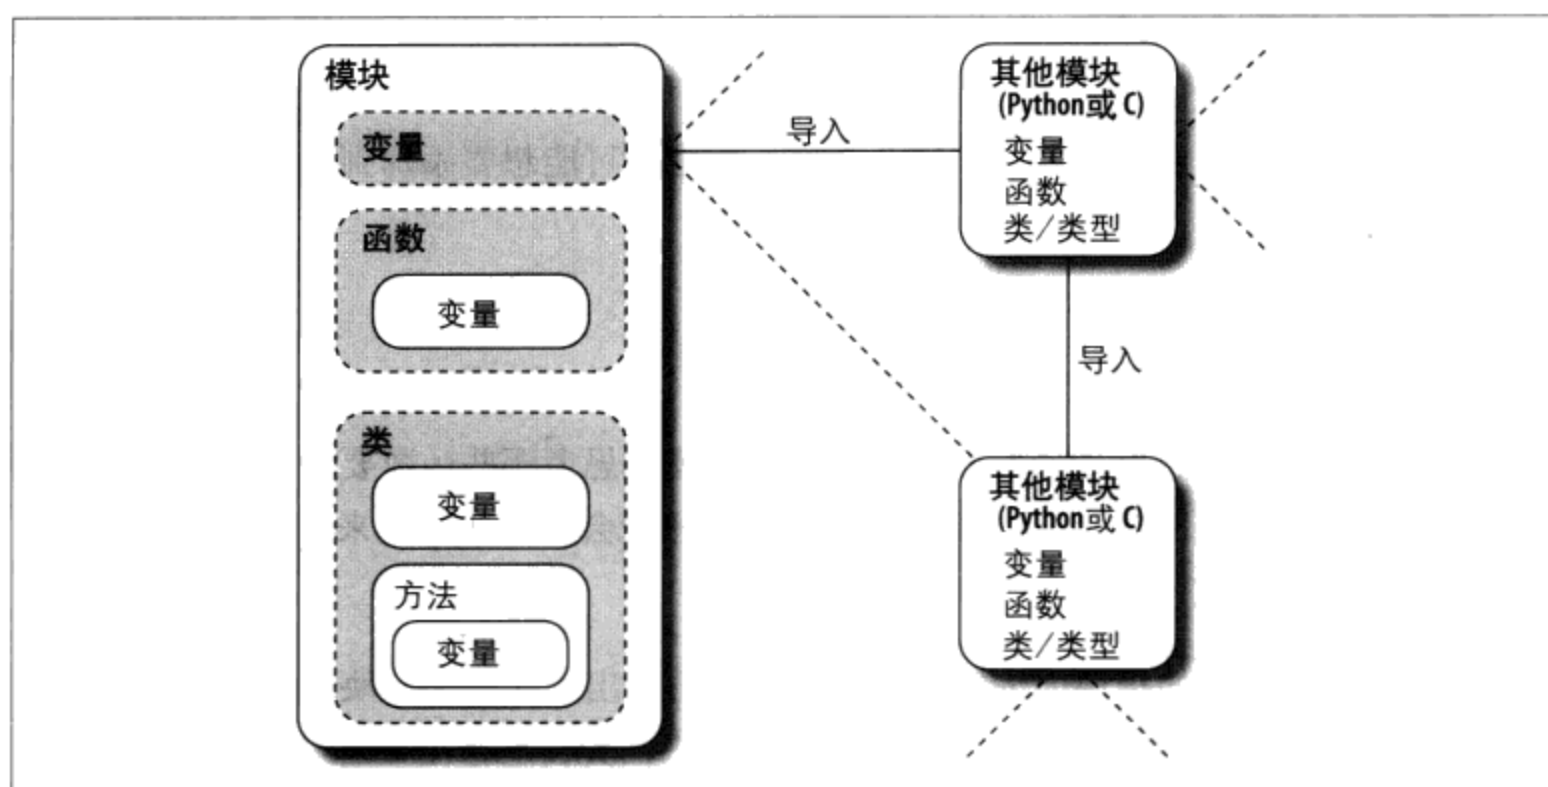 模块
变量
函数
变量
类
变量
方法
变量
导入
其他模块
(Python或 C)
变量
函数
类/类型
导入
其他模块
(Python或 C)
变量
函数
类/类型